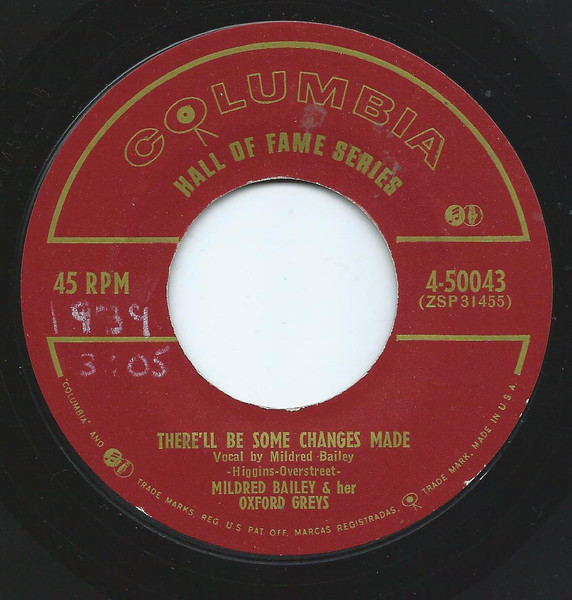 COLUMBIA
HALL OF FAME SERIES
45 RPM
4-50043
(ZSP31455)
1939
3:05
THERE'LL BE SOME CHANGES MADE
Vocal by Mildred Bailey
-Higgins-Overstreet-
MILDRED BAILEY & her
OXFORD GREYS
"COLUMBIA" AND TRADE MARKS, REG. U.S. PAT. OFF. MARCAS REGISTRADAS. TRADE MARK. MADE IN U.S.A.